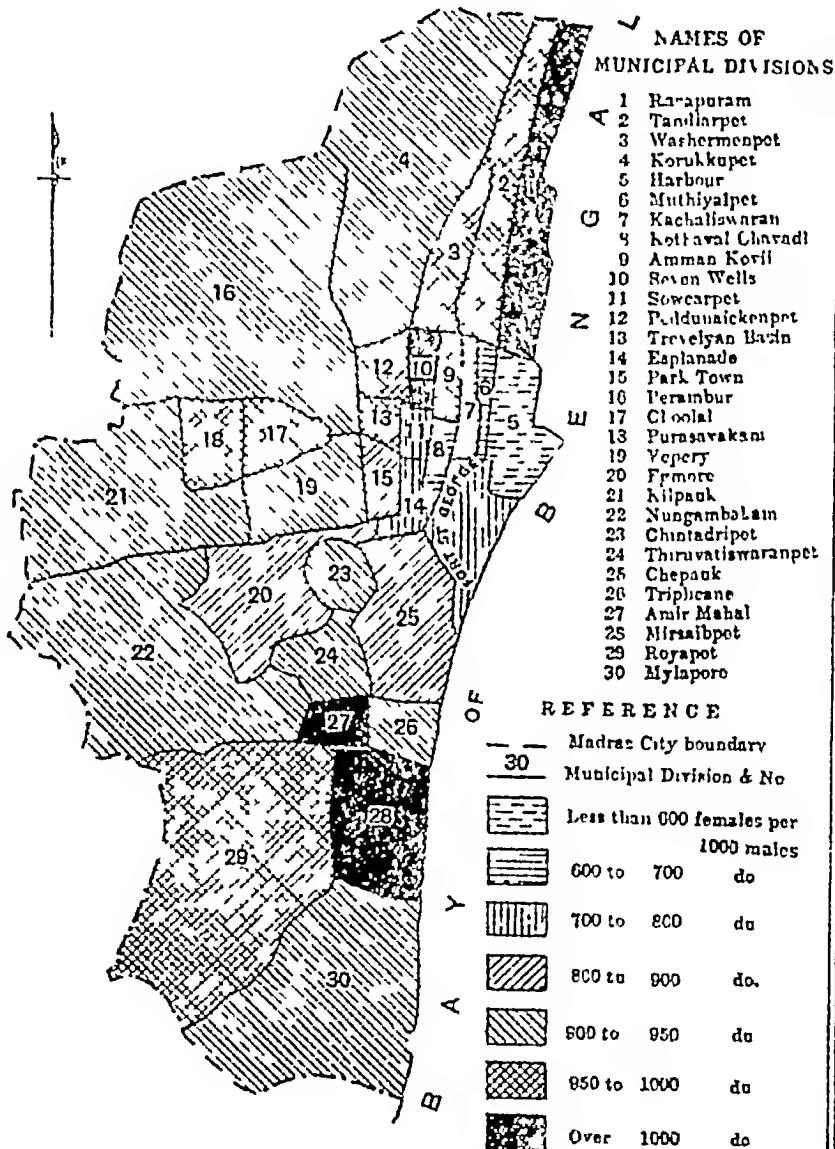 NAMES OF
MUNICIPAL DIVISIONS
1 Rayapuram
2 Tandiarpet
3 Washermenpet
4 Korukkupet
5 Harbour
6 Muthiyalpet
7 Kachaliswaran
8 Kothaval Chavadi
9 Amman Kovil
10 Seven Wells
11 Sowcarpet
12 Peddunaickenpet
13 Trevelyan Basin
14 Esplanade
15 Park Town
16 Perambur
17 Choolai
18 Purasavakam
19 Vepery
20 Egmore
21 Kilpauk
22 Nungambakam
23 Chintadripet
24 Thiruvatiswaranpet
25 Chepauk
26 Triplicane
27 Amir Mahal
28 Mirsaibpet
29 Royapet
30 Mylapore
REFERENCE
Madras City boundary
30 Municipal Division & No
Less than 600 females per
1000 males
600 to 700 do
700 to 800 do
800 to 900 do.
900 to 950 do
950 to 1000 do
Over 1000 do
BAY OF BENGAL
FORT ST GEORGE
4
2
3
16
12
10
9
6
7
5
18
17
13
8
21
19
15
14
23
20
25
22
24
27
26
28
29
30